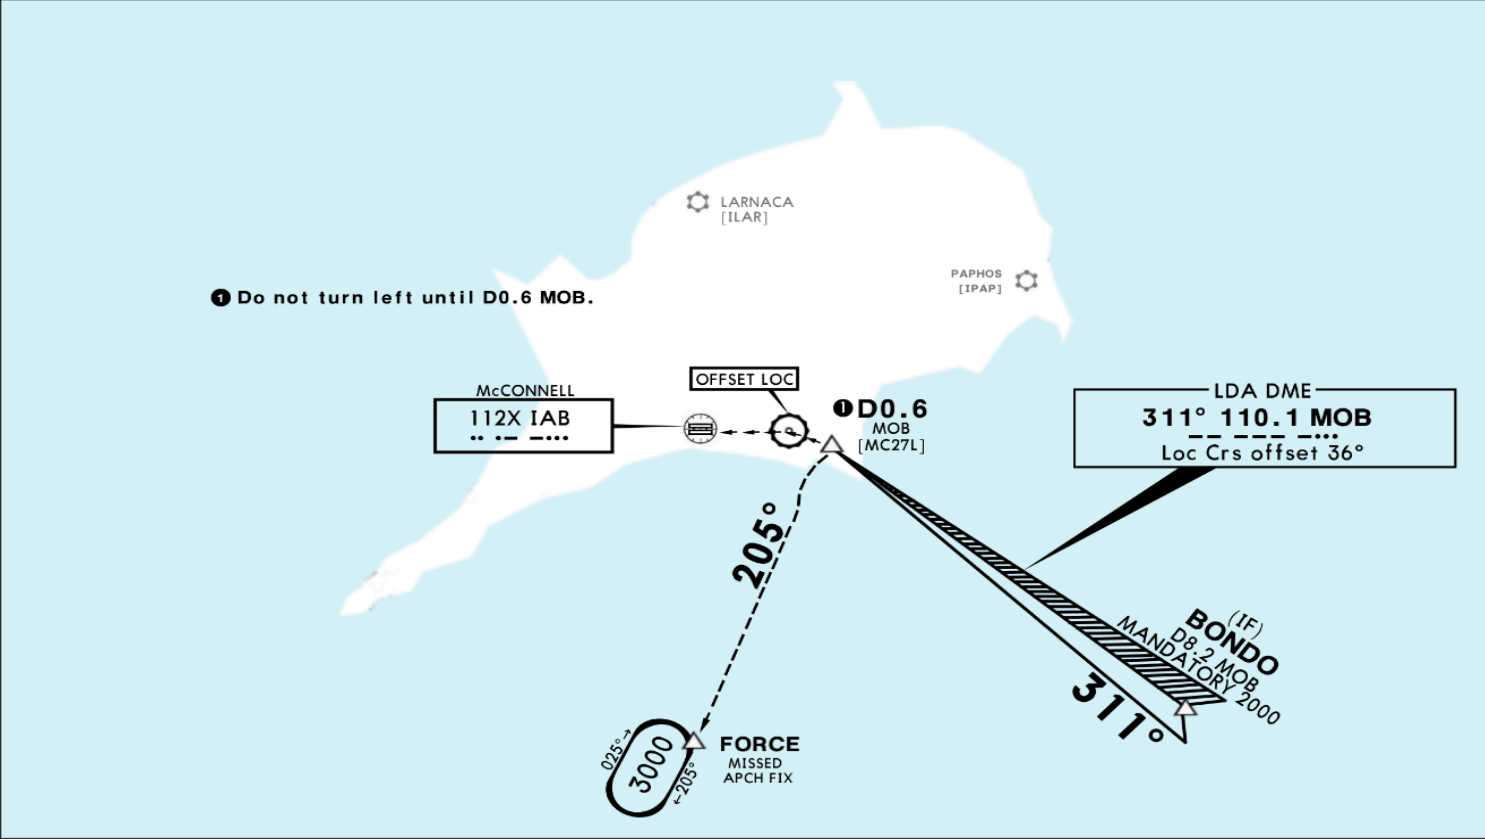 LARNACA
[ILAR]
PAPHOS
[IPAP]
1 Do not turn left until D0.6 MOB.
OFFSET LOC
McCONNELL
112X IAB
1 D0.6
MOB
[MC27L]
LDA DME
311° 110.1 MOB
Loc Crs offset 36°
205°
(IF)
BONDO
D8.2 MOB
MANDATORY 2000
311°
025°→
3000
←205°
FORCE
MISSED
APCH FIX